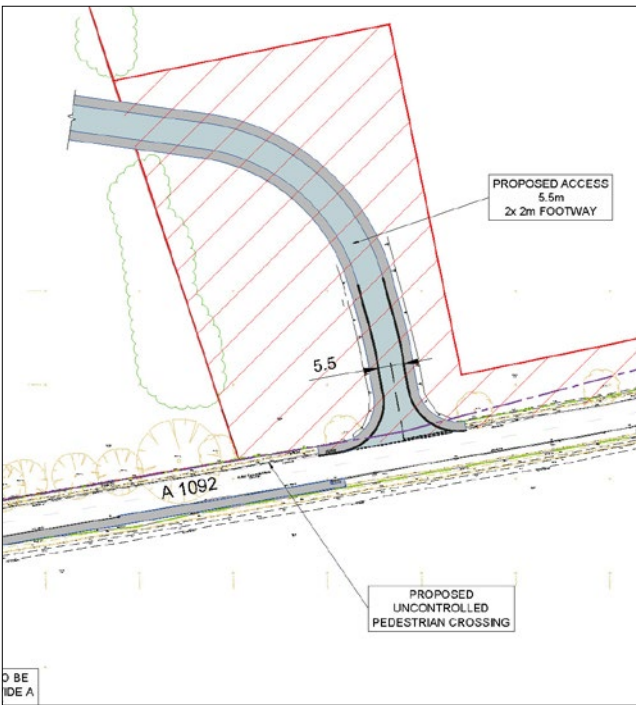 PROPOSED ACCESS
5.5m
2x 2m FOOTWAY
5.5
A 1092
PROPOSED
UNCONTROLLED
PEDESTRIAN CROSSING
O BE
IDE A